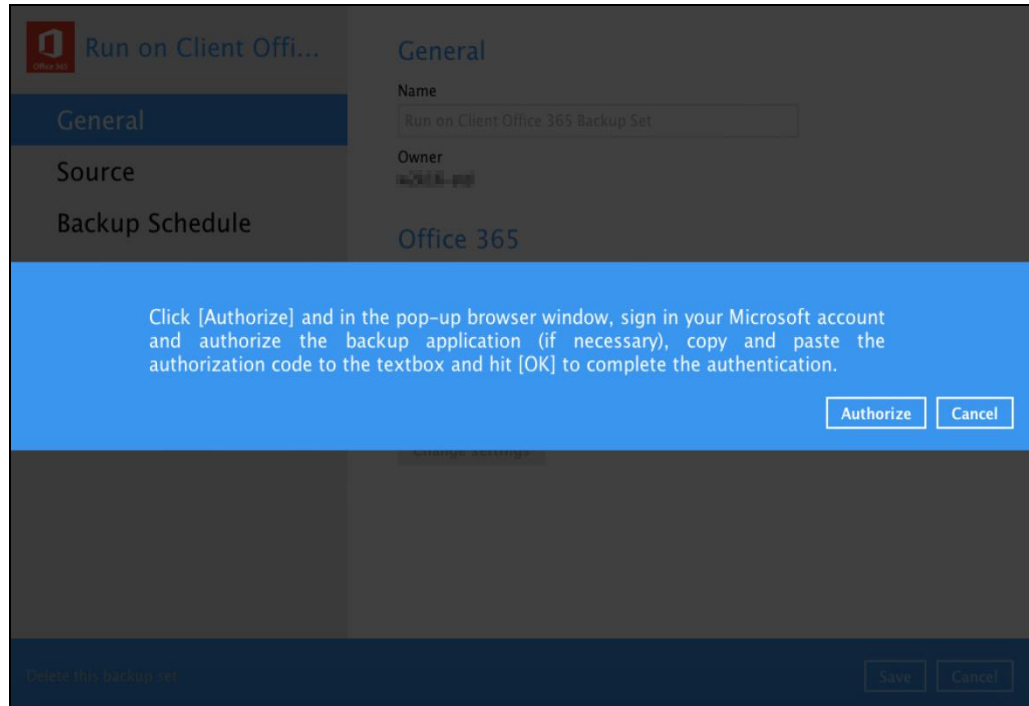 Office 365
Run on Client Offi...
General
Source
Backup Schedule
General
Name
Run on Client Office 365 Backup Set
Owner
Office 365
Click [Authorize] and in the pop-up browser window, sign in your Microsoft account
and authorize the backup application (if necessary), copy and paste the
authorization code to the textbox and hit [OK] to complete the authentication.
Authorize
Cancel
Change settings
Delete this backup set
Save
Cancel